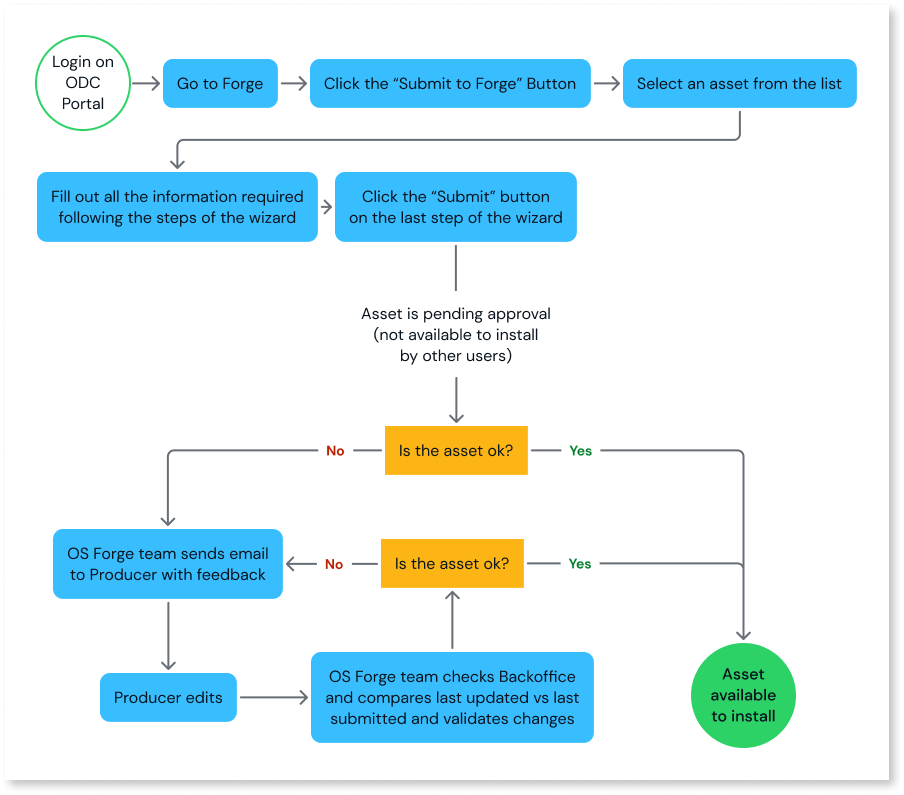 Login on
ODC
Portal
Go to Forge
Click the “Submit to Forge” Button
Select an asset from the list
Fill out all the information required
following the steps of the wizard
Click the “Submit” button
on the last step of the wizard
Asset is pending approval
(not available to install
by other users)
No
Is the asset ok?
Yes
OS Forge team sends email
to Producer with feedback
No
Is the asset ok?
Yes
Producer edits
OS Forge team checks Backoffice
and compares last updated vs last
submitted and validates changes
Asset
available
to install